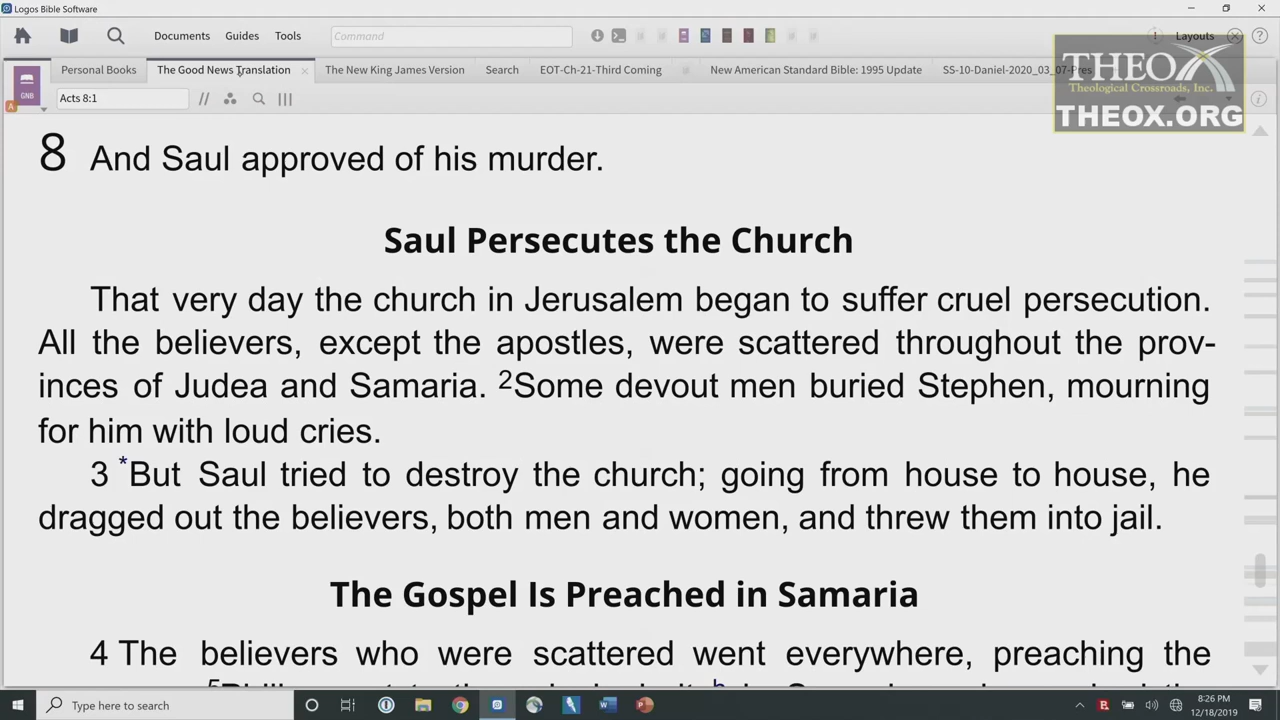 Logos Bible Software
Documents Guides Tools Command Layouts
Personal Books The Good News Translation The New James Versi Search EOT-Ch-21-Third Coming New American Standard Bible: 1995 Update SS-10-Daniel-2020_03_07-Pres
THEOX
Theological Crossroads, Inc.
THEOX.ORG
GNB
A
Acts 8:1
8 And Saul approved of his murder.
Saul Persecutes the Church
That very day the church in Jerusalem began to suffer cruel persecution.
All the believers, except the apostles, were scattered throughout the prov-
inces of Judea and Samaria. 2Some devout men buried Stephen, mourning
for him with loud cries.
3 *But Saul tried to destroy the church; going from house to house, he
dragged out the believers, both men and women, and threw them into jail.
The Gospel Is Preached in Samaria
4 The believers who were scattered went everywhere, preaching the
Type here to search
8:26 PM
12/18/2019